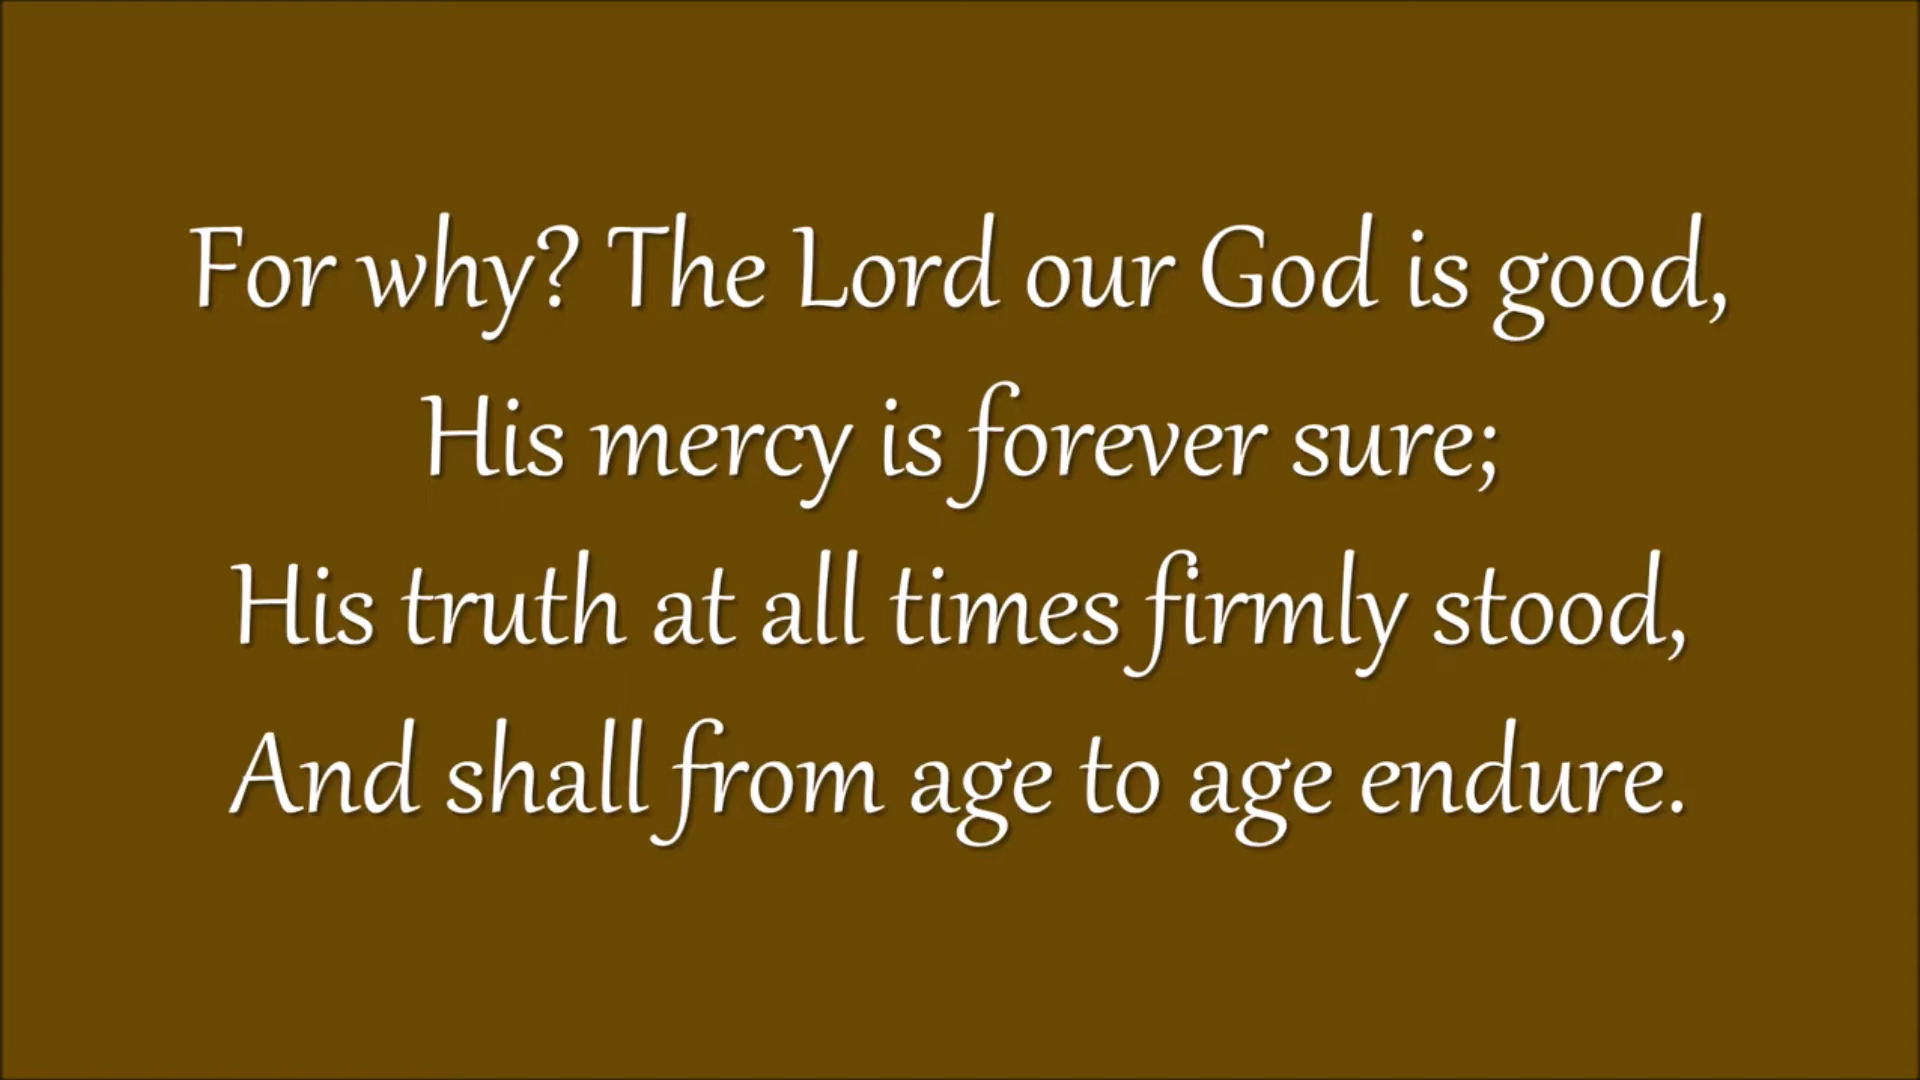 For why? The Lord our God is good,
His mercy is forever sure;
His truth at all times firmly stood,
And shall from age to age endure.